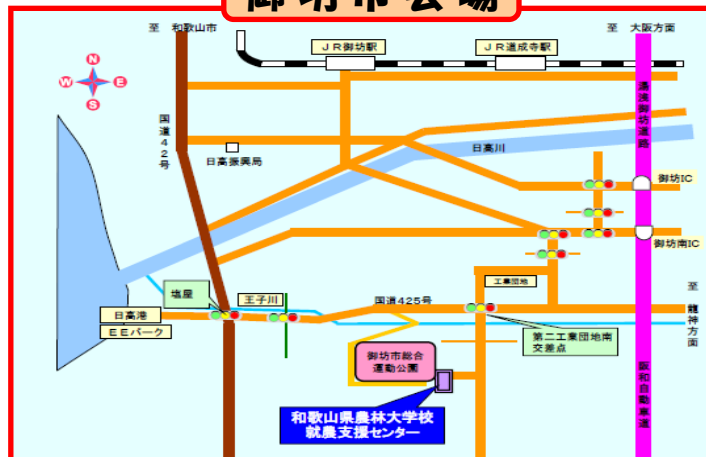 御坊市会場
至 和歌山市
ＪＲ御坊駅
ＪＲ道成寺駅
至 大阪方面
N
W
E
S
国道４２号
湯浅御坊道路
日高川
日高振興局
御坊IC
御坊南IC
工業団地
至 龍神方面
塩屋
王子川
国道４２５号
日高港
ＥＥパーク
第二工業団地南
交差点
御坊市総合
運動公園
阪和自動車道
和歌山県農林大学校
就農支援センター